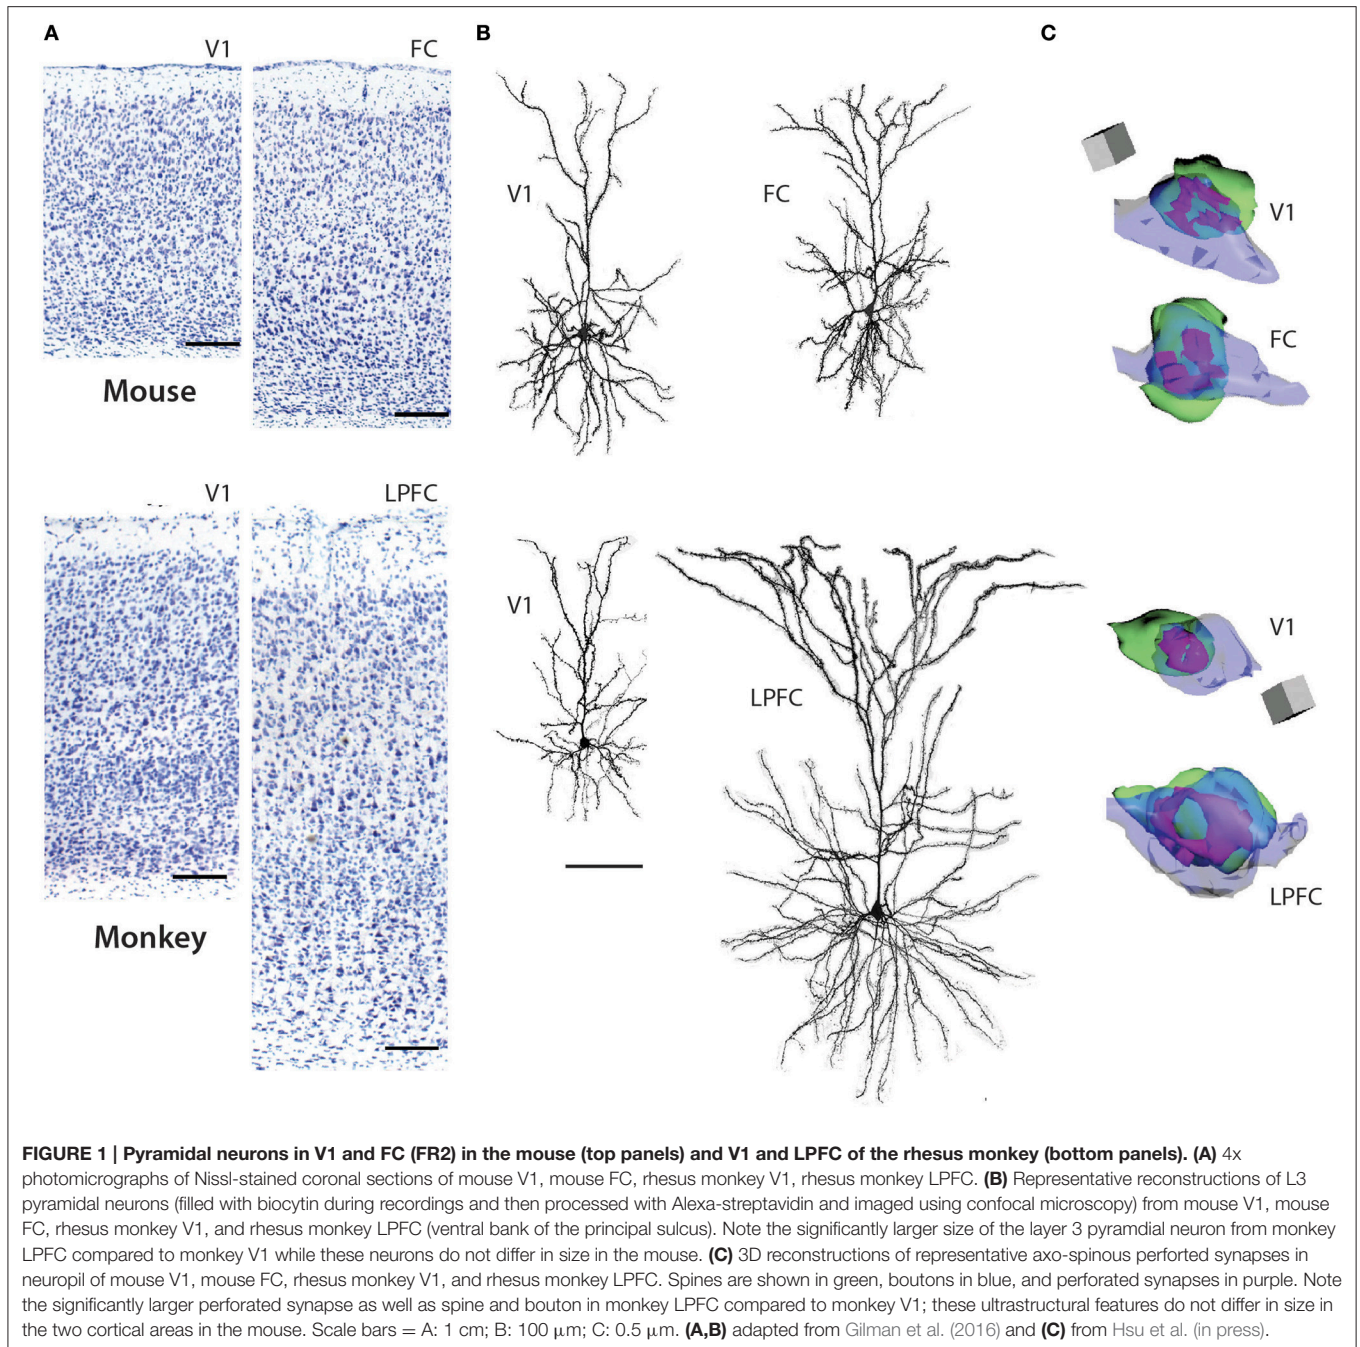 A
B
C
V1
FC
V1
FC
V1
FC
Mouse
V1
LPFC
V1
LPFC
V1
LPFC
Monkey
FIGURE 1 | Pyramidal neurons in V1 and FC (FR2) in the mouse (top panels) and V1 and LPFC of the rhesus monkey (bottom panels). (A) 4x
photomicrographs of Nissl-stained coronal sections of mouse V1, mouse FC, rhesus monkey V1, rhesus monkey LPFC. (B) Representative reconstructions of L3
pyramidal neurons (filled with biocytin during recordings and then processed with Alexa-streptavidin and imaged using confocal microscopy) from mouse V1, mouse
FC, rhesus monkey V1, and rhesus monkey LPFC (ventral bank of the principal sulcus). Note the significantly larger size of the layer 3 pyramdial neuron from monkey
LPFC compared to monkey V1 while these neurons do not differ in size in the mouse. (C) 3D reconstructions of representative axo-spinous perforted synapses in
neuropil of mouse V1, mouse FC, rhesus monkey V1, and rhesus monkey LPFC. Spines are shown in green, boutons in blue, and perforated synapses in purple. Note
the significantly larger perforated synapse as well as spine and bouton in monkey LPFC compared to monkey V1; these ultrastructural features do not differ in size in
the two cortical areas in the mouse. Scale bars = A: 1 cm; B: 100 μm; C: 0.5 μm. (A,B) adapted from Gilman et al. (2016) and (C) from Hsu et al. (in press).